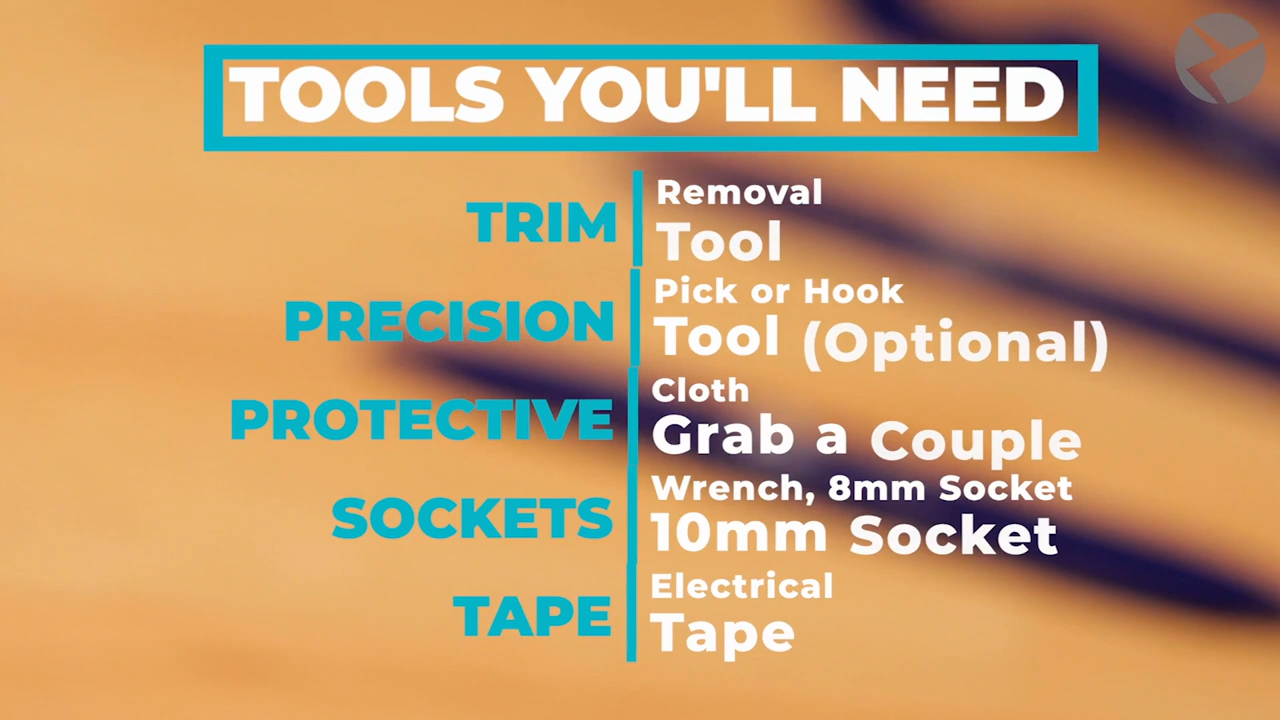 TOOLS YOU'LL NEED
TRIM
Removal
Tool
PRECISION
Pick or Hook
Tool (Optional)
PROTECTIVE
Cloth
Grab a Couple
SOCKETS
Wrench, 8mm Socket
10mm Socket
TAPE
Electrical
Tape